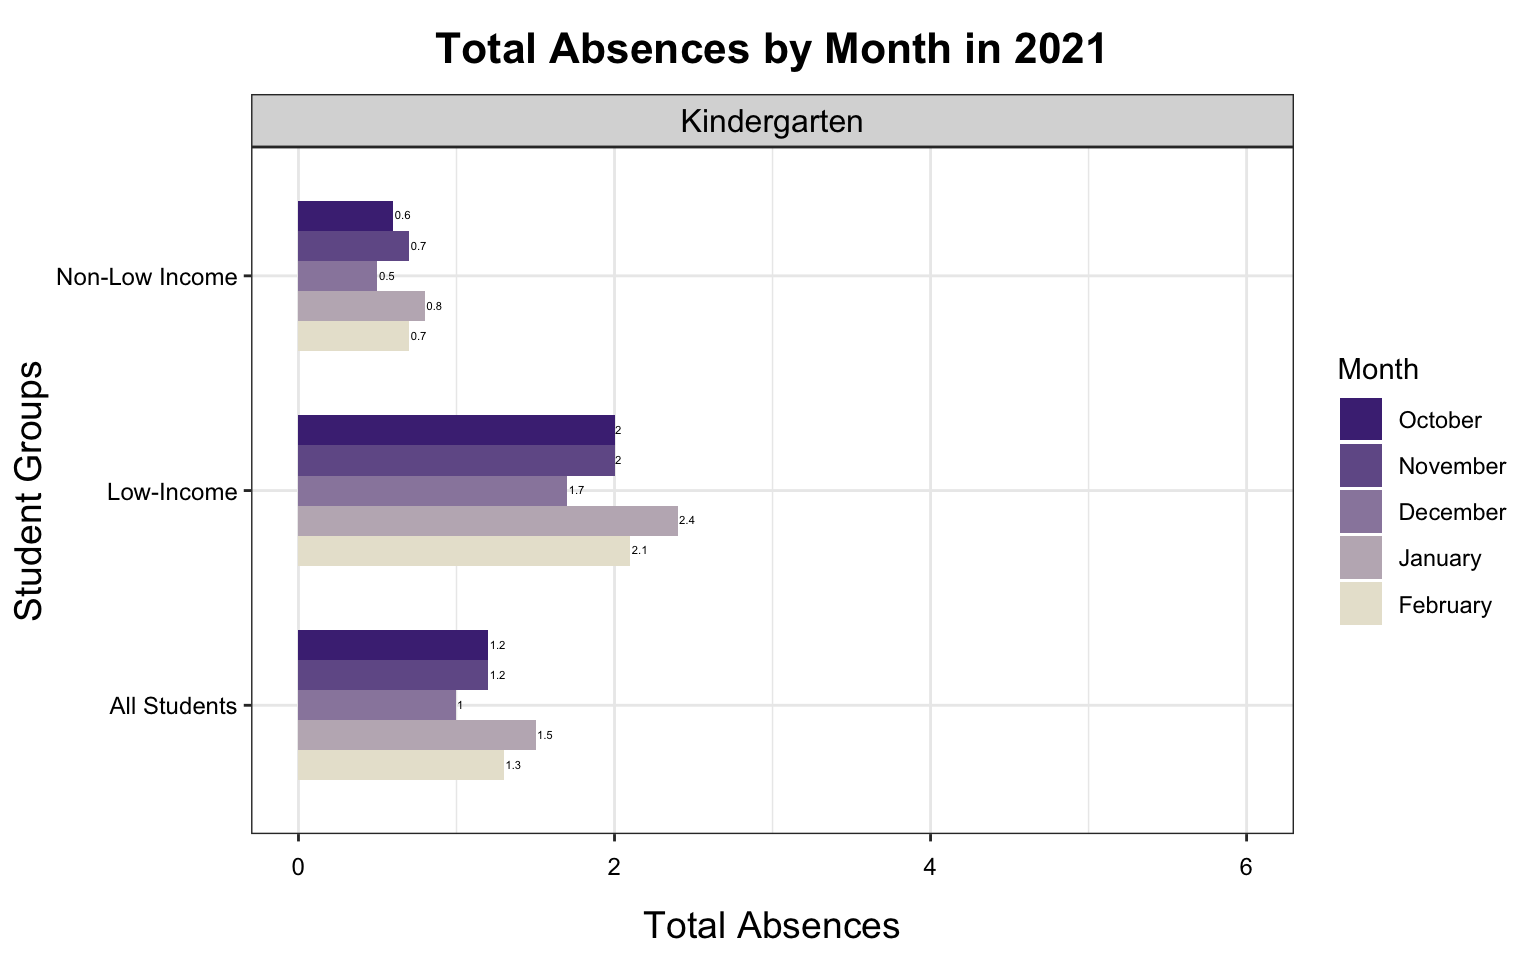 Total Absences by Month in 2021
Kindergarten
Student Groups
Non-Low Income
0.6
0.7
0.5
0.8
0.7
Low-Income
2
2
1.7
2.4
2.1
All Students
1.2
1.2
1
1.5
1.3
0 2 4 6
Total Absences
Month
October
November
December
January
February